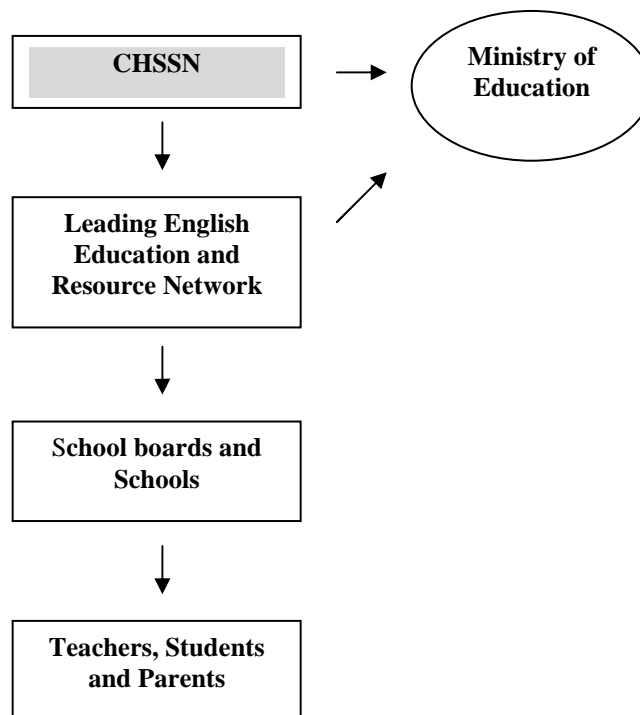 CHSSN
Ministry of
Education
Leading English
Education and
Resource Network
School boards and
Schools
Teachers, Students
and Parents